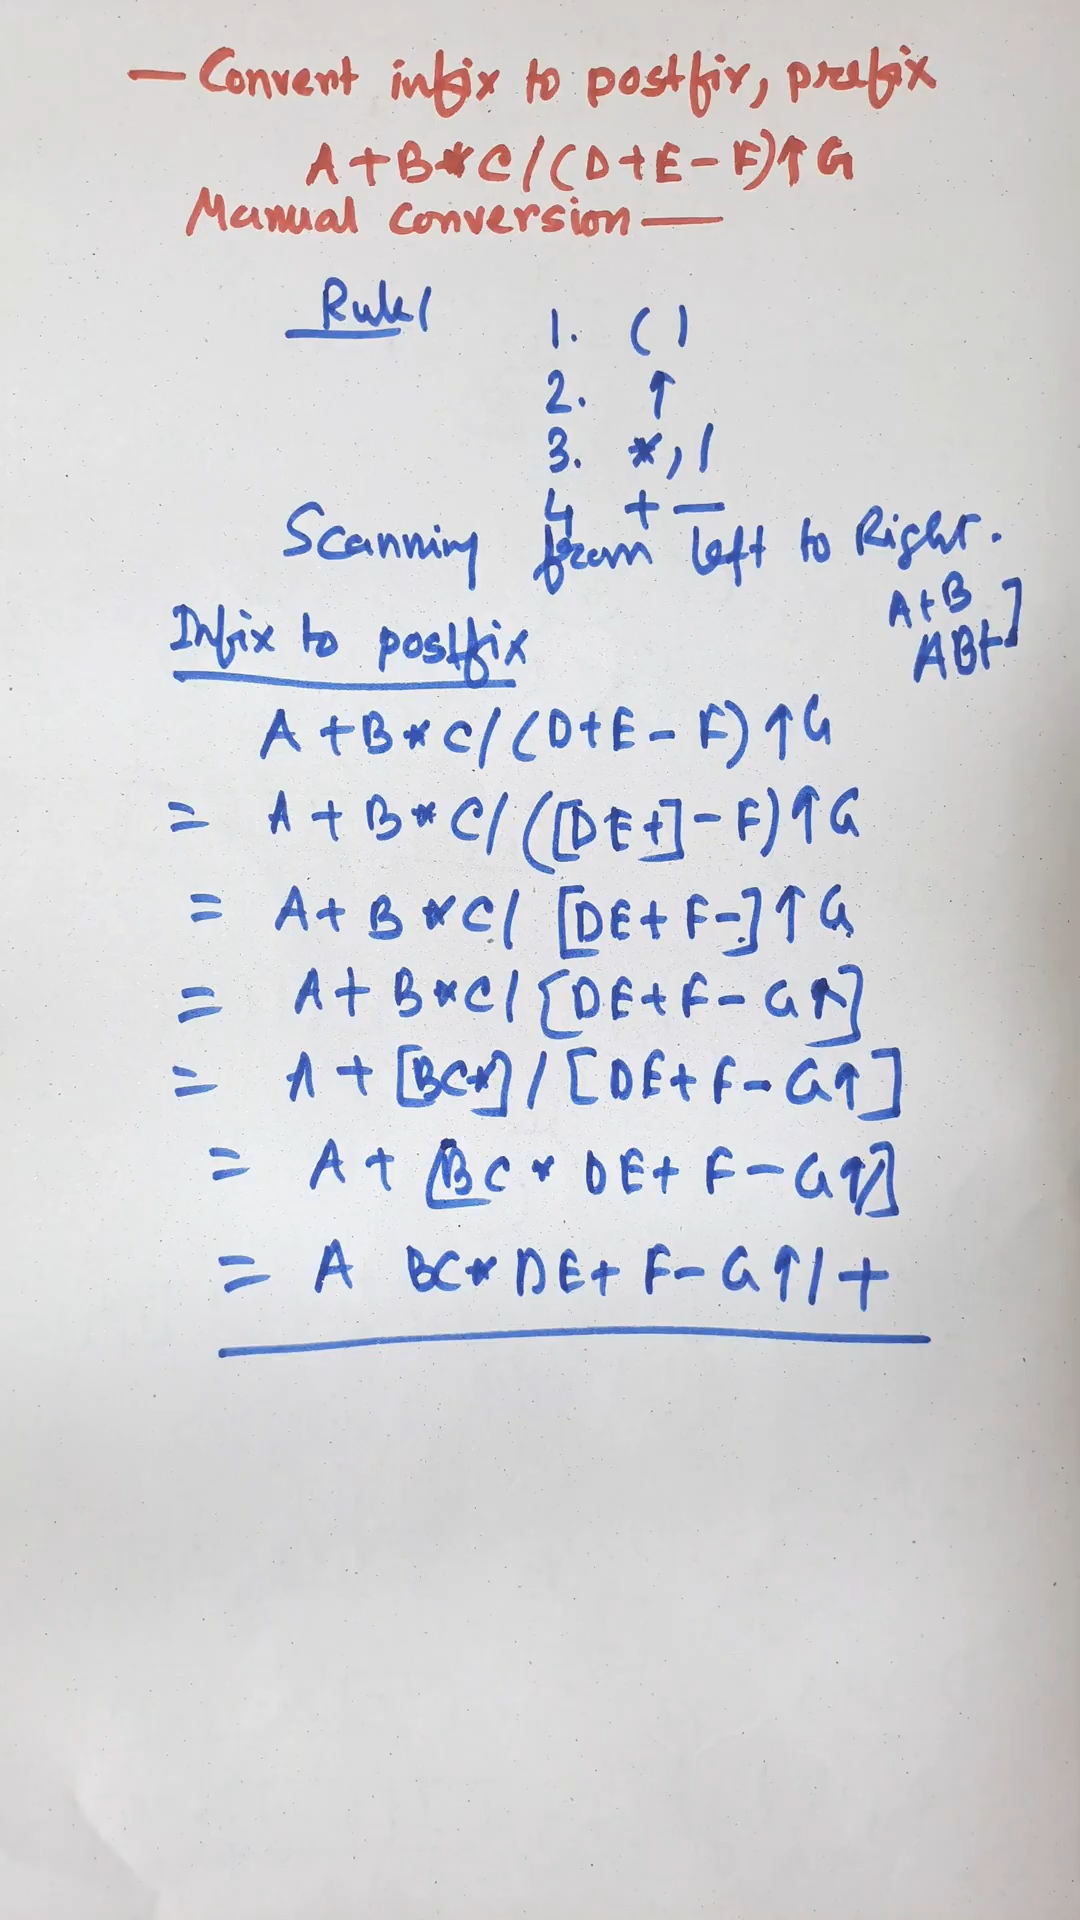 — Convert infix to postfix, prefix
A+B*C/(D+E-F)↑G
Manual conversion —
Rule/
1. ( )
2. ↑
3. *, /
4 + —
Scanning from left to Right.
A+B
AB+]
Infix to postfix
A+B*C/(D+E-F)↑G
= A+B*C/([DE+]-F)↑G
= A+B*C/[DE+F-]↑G
= A+B*C/[DE+F-G↑]
= A+[BC*]/[DE+F-G↑]
= A+[BC*DE+F-G↑/]
= A BC*DE+F-G↑/+